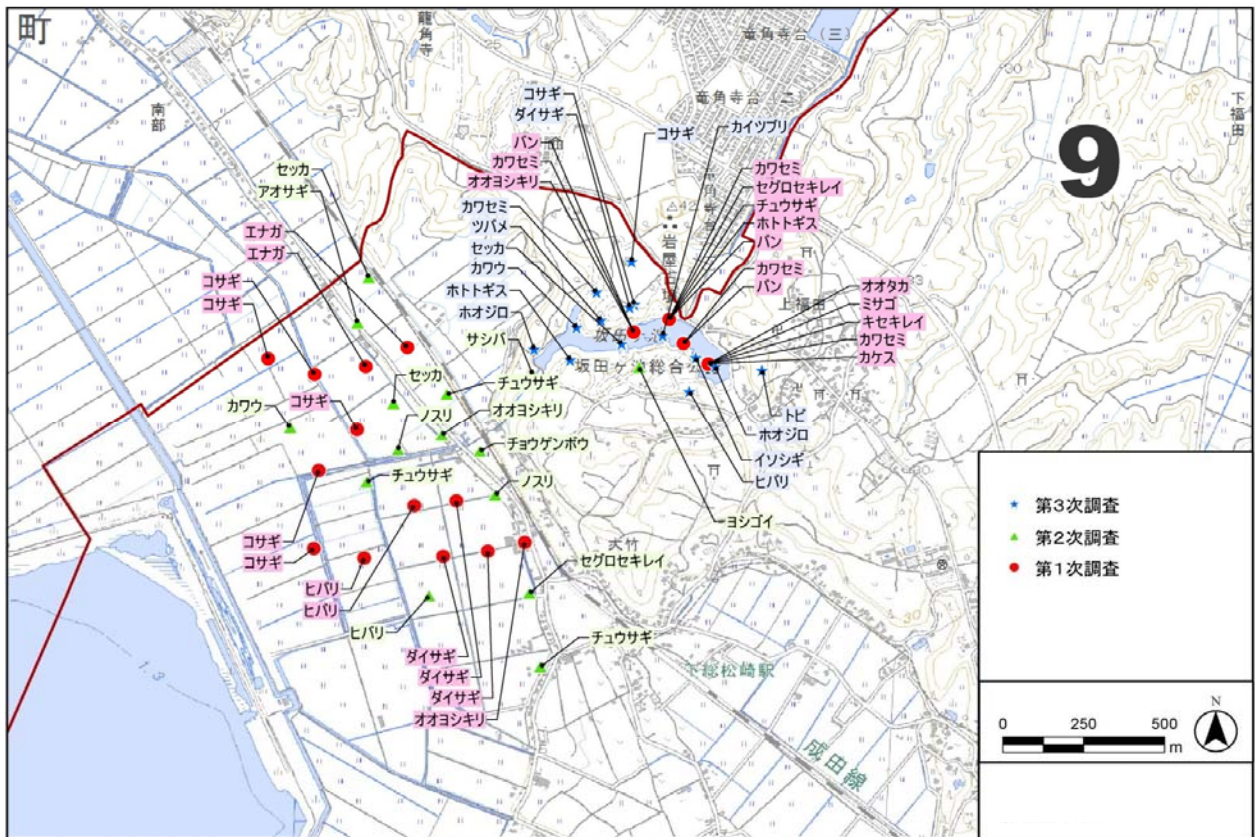 町
龍角寺
25
南部
竜角寺台(三)
竜角寺台(二)
30
20
下福田
9
コサギ
ダイサギ
コサギ
カイツブリ
バン
カワセミ
オオヨシキリ
カワセミ
セグロセキレイ
チュウサギ
ホトトギス
バン
カワセミ
バン
セッカ
アオサギ
エナガ
エナガ
コサギ
コサギ
カワセミ
ツバメ
セッカ
カワウ
ホトトギス
ホオジロ
サシバ
42
上福田
33
オオタカ
ミサゴ
キセキレイ
カワセミ
カケス
坂田ヶ池総合公
セッカ
チュウサギ
カワウ
コサギ
ノスリ
オオヨシキリ
チョウゲンボウ
トビ
ホオジロ
イソシギ
ヒバリ
チュウサギ
ノスリ
ヨシゴイ
コサギ
コサギ
大竹
ヒバリ
ヒバリ
セグロセキレイ
ヒバリ
チュウサギ
ダイサギ
ダイサギ
ダイサギ
オオヨシキリ
下総松崎駅
1.3
成田線
第3次調査
第2次調査
第1次調査
N
0 250 500
m